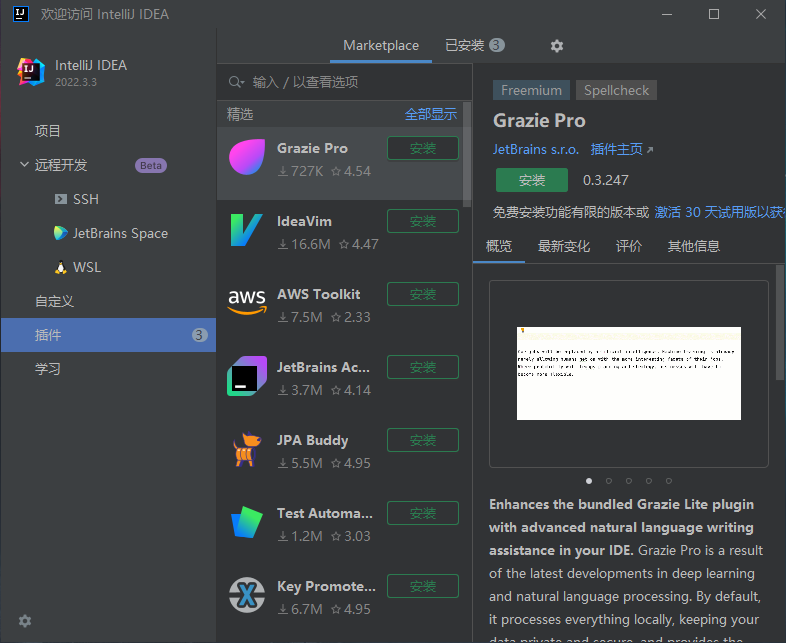 欢迎访问 IntelliJ IDEA
IntelliJ IDEA
2022.3.3
项目
远程开发 Beta
SSH
JetBrains Space
WSL
自定义
插件 3
学习
Marketplace 已安装 3
输入 / 以查看选项
精选 全部显示
Grazie Pro 安装
727K 4.54
IdeaVim 安装
16.6M 4.47
aws
AWS Toolkit 安装
7.5M 2.33
JetBrains Ac... 安装
3.7M 4.14
JPA Buddy 安装
5.5M 4.95
Test Automa... 安装
1.2M 3.03
Key Promote... 安装
6.7M 4.95
Freemium Spellcheck
Grazie Pro
JetBrains s.r.o. 插件主页
安装 0.3.247
免费安装功能有限的版本或 激活 30 天试用版以获
概览 最新变化 评价 其他信息
Enhances the bundled Grazie Lite plugin
with advanced natural language writing
assistance in your IDE. Grazie Pro is a result
of the latest developments in deep learning
and natural language processing. By default,
it processes everything locally, keeping your
data private and secure, and provides the